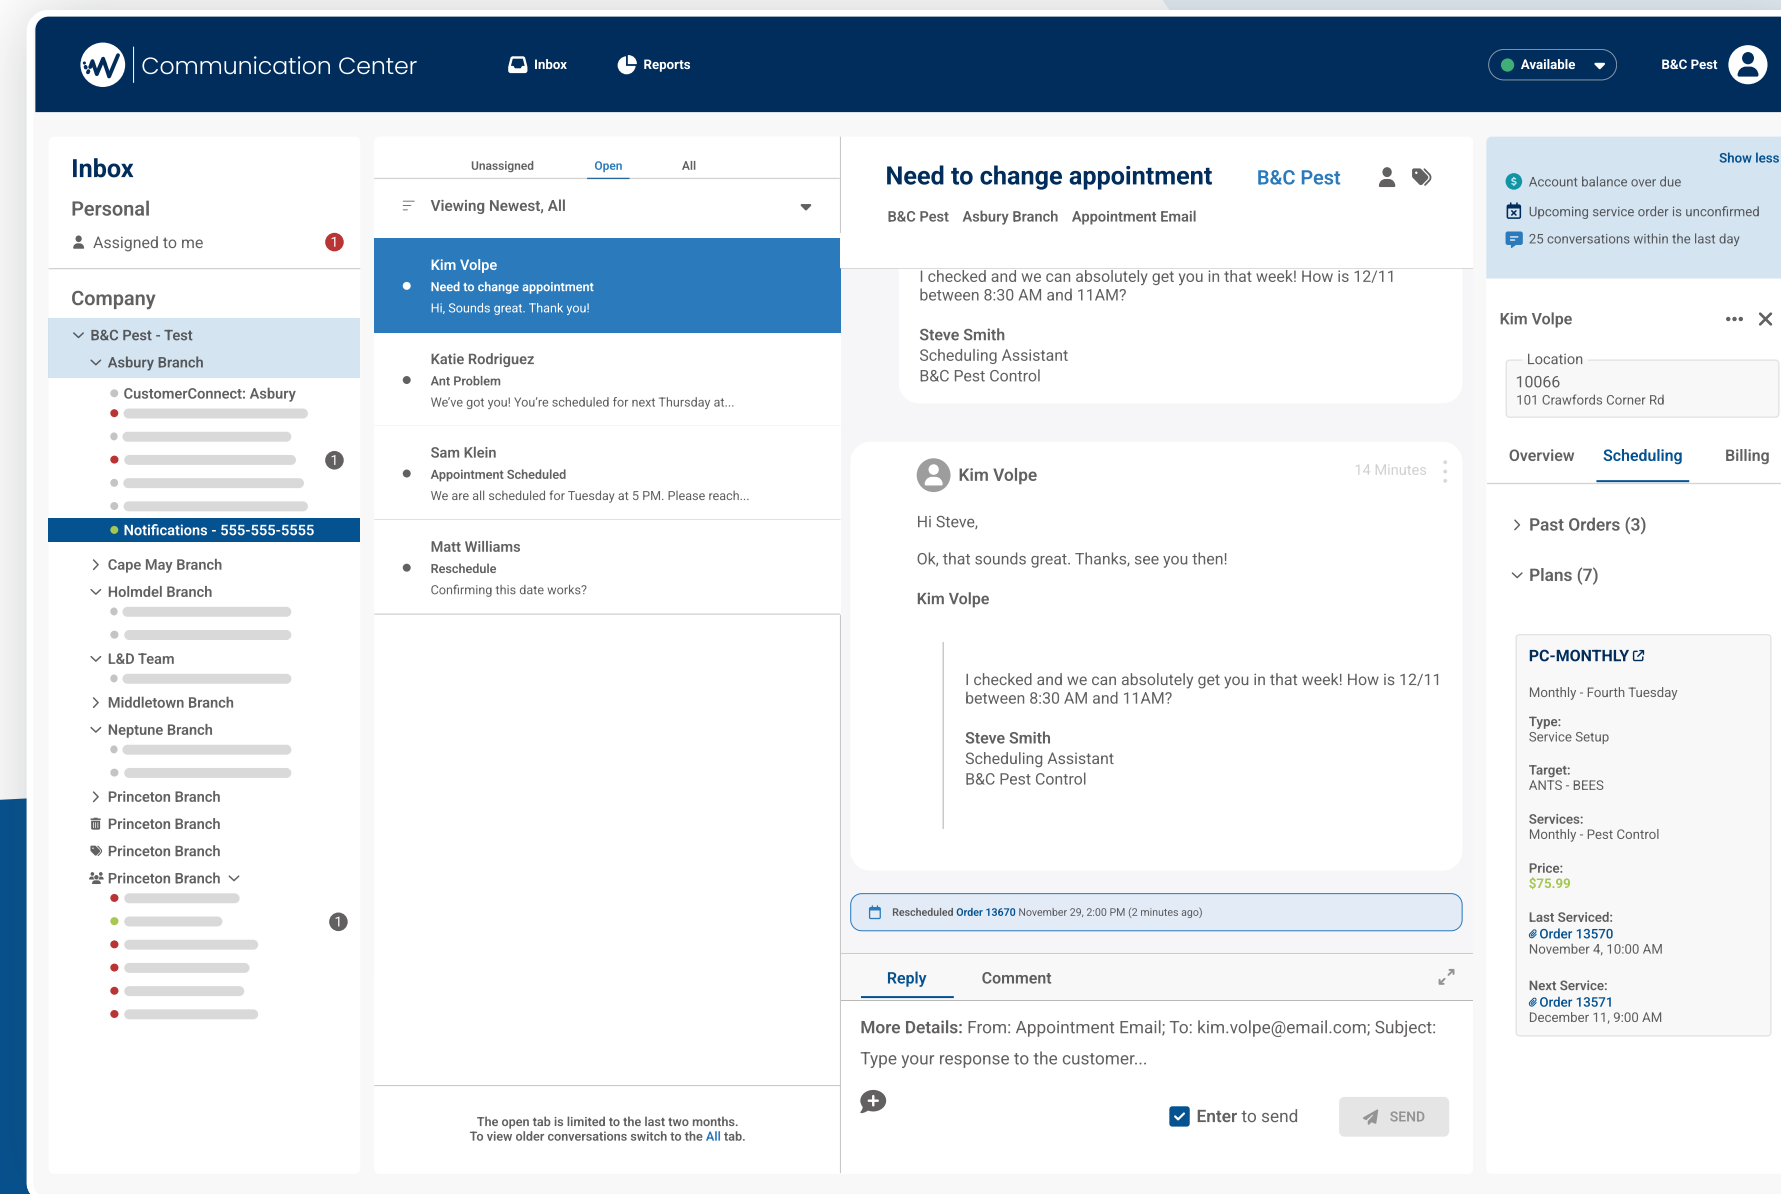 W Communication Center
Inbox
Reports
Available
B&C Pest
Inbox
Personal
Assigned to me
1
Company
B&C Pest - Test
Asbury Branch
CustomerConnect: Asbury
1
Notifications - 555-555-5555
Cape May Branch
Holmdel Branch
L&D Team
Middletown Branch
Neptune Branch
Princeton Branch
Princeton Branch
Princeton Branch
Princeton Branch
1
Unassigned
Open
All
Viewing Newest, All
Kim Volpe
Need to change appointment
Hi, Sounds great. Thank you!
Katie Rodriguez
Ant Problem
We've got you! You're scheduled for next Thursday at...
Sam Klein
Appointment Scheduled
We are all scheduled for Tuesday at 5 PM. Please reach...
Matt Williams
Reschedule
Confirming this date works?
The open tab is limited to the last two months.
To view older conversations switch to the All tab.
Need to change appointment
B&C Pest
B&C Pest Asbury Branch Appointment Email
I checked and we can absolutely get you in that week! How is 12/11
between 8:30 AM and 11AM?
Steve Smith
Scheduling Assistant
B&C Pest Control
Kim Volpe
14 Minutes
Hi Steve,
Ok, that sounds great. Thanks, see you then!
Kim Volpe
I checked and we can absolutely get you in that week! How is 12/11
between 8:30 AM and 11AM?
Steve Smith
Scheduling Assistant
B&C Pest Control
Rescheduled Order 13670 November 29, 2:00 PM (2 minutes ago)
Reply
Comment
More Details: From: Appointment Email; To: kim.volpe@email.com; Subject:
Type your response to the customer...
Enter to send
SEND
Show less
$ Account balance over due
Upcoming service order is unconfirmed
25 conversations within the last day
Kim Volpe
Location
10066
101 Crawfords Corner Rd
Overview
Scheduling
Billing
Past Orders (3)
Plans (7)
PC-MONTHLY
Monthly - Fourth Tuesday
Type:
Service Setup
Target:
ANTS - BEES
Services:
Monthly - Pest Control
Price:
$75.99
Last Serviced:
Order 13570
November 4, 10:00 AM
Next Service:
Order 13571
December 11, 9:00 AM